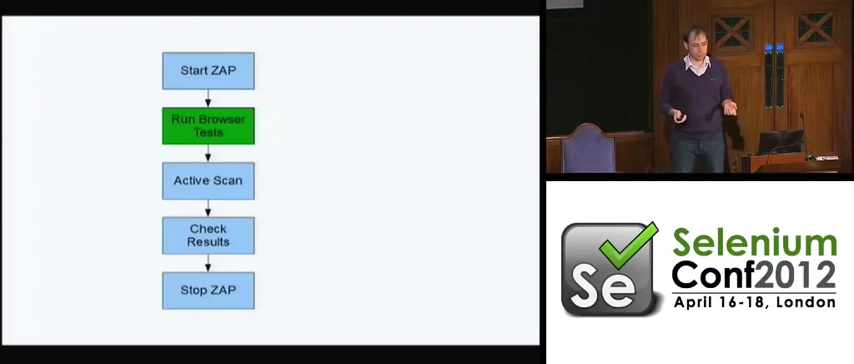 Start ZAP
Run Browser
Tests
Active Scan
Check
Results
Stop ZAP
Se
Selenium
Conf2012
April 16-18, London